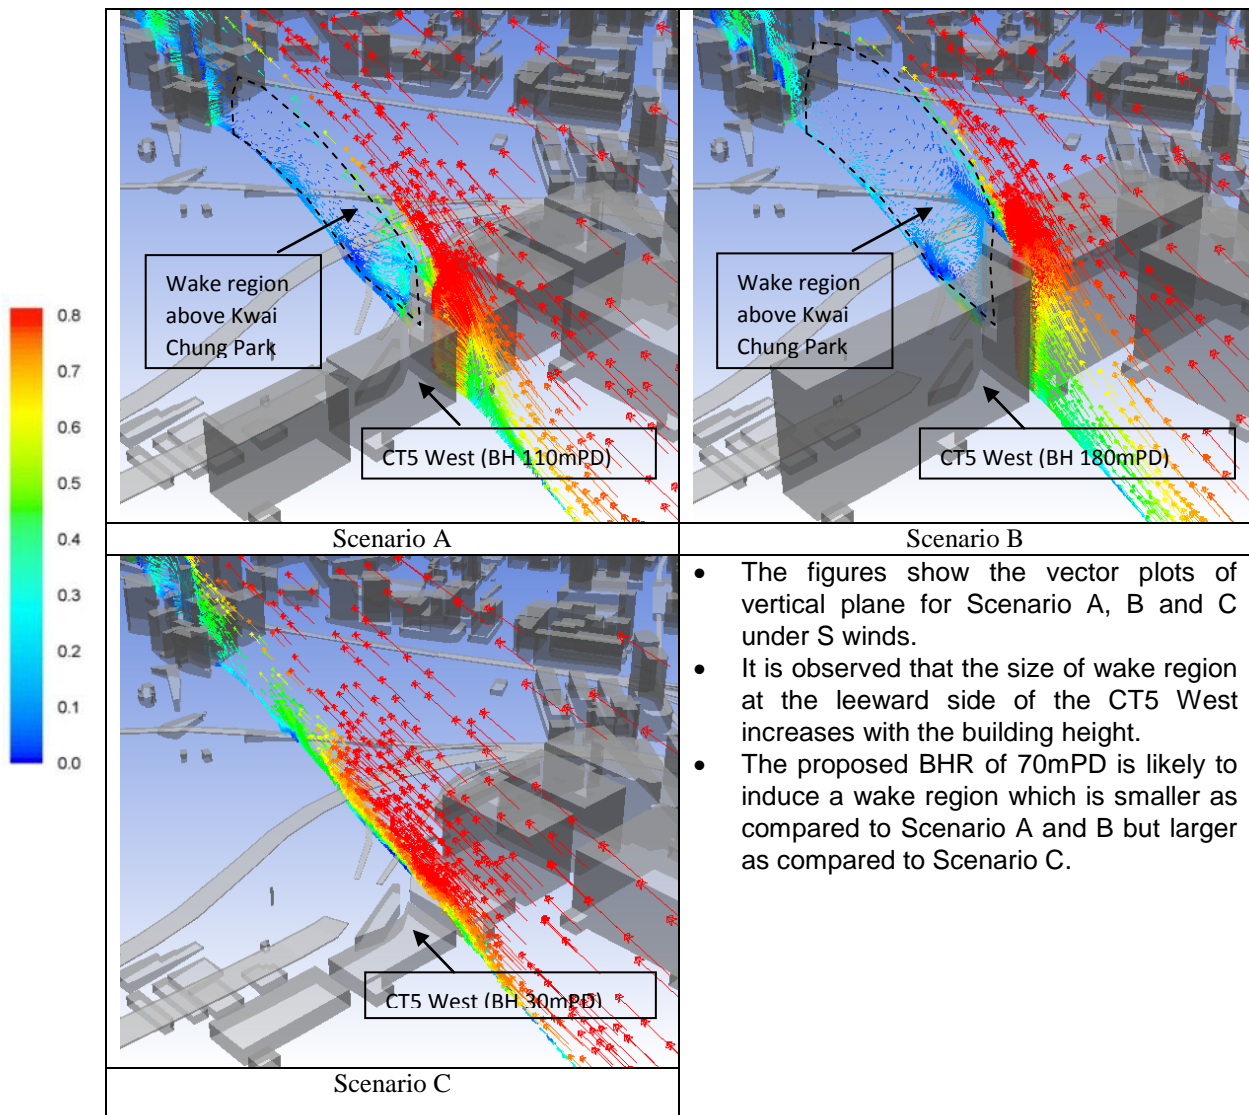 Wake region
above Kwai
Chung Park
CT5 West (BH 110mPD)
Scenario A
Wake region
above Kwai
Chung Park
CT5 West (BH 180mPD)
Scenario B
0.8
0.7
0.6
0.5
0.4
0.3
0.2
0.1
0.0
CT5 West (BH 30mPD)
Scenario C
• The figures show the vector plots of
vertical plane for Scenario A, B and C
under S winds.
• It is observed that the size of wake region
at the leeward side of the CT5 West
increases with the building height.
• The proposed BHR of 70mPD is likely to
induce a wake region which is smaller as
compared to Scenario A and B but larger
as compared to Scenario C.